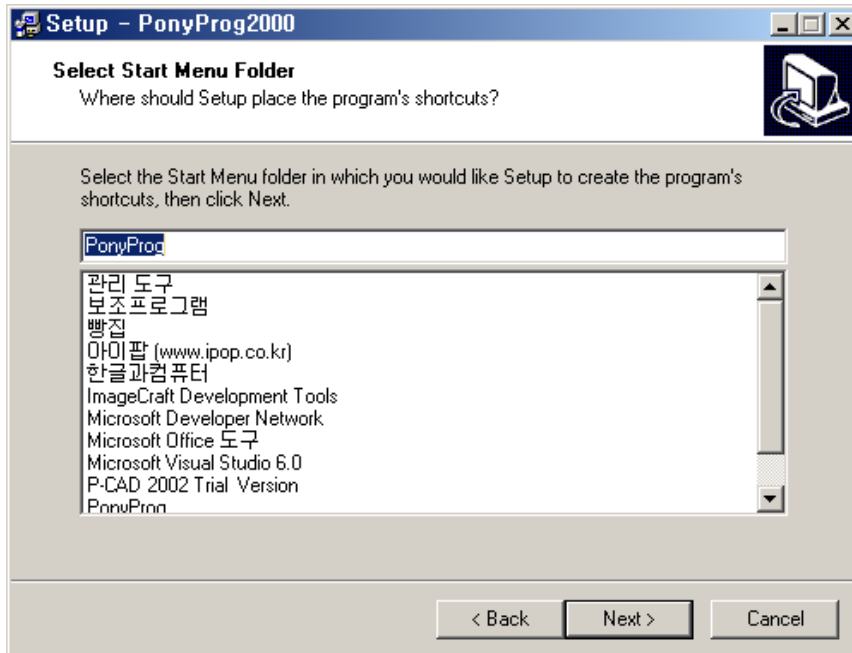 Setup - PonyProg2000
Select Start Menu Folder
Where should Setup place the program's shortcuts?
Select the Start Menu folder in which you would like Setup to create the program's
shortcuts, then click Next.
PonyProg
관리 도구
보조프로그램
빵집
아이팝 (www.ipop.co.kr)
한글과컴퓨터
ImageCraft Development Tools
Microsoft Developer Network
Microsoft Office 도구
Microsoft Visual Studio 6.0
P-CAD 2002 Trial Version
PonyProg
< Back
Next >
Cancel